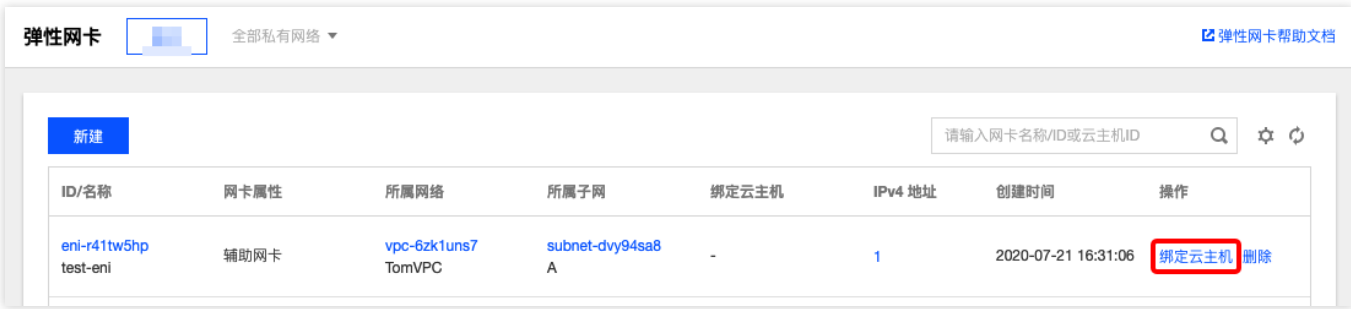 弹性网卡 全部私有网络 弹性网卡帮助文档
新建 请输入网卡名称/ID或云主机ID
ID/名称 网卡属性 所属网络 所属子网 绑定云主机 IPv4 地址 创建时间 操作
eni-r41tw5hp vpc-6zk1uns7 subnet-dvy94sa8
辅助网卡 - 1 2020-07-21 16:31:06 绑定云主机 删除
test-eni TomVPC A